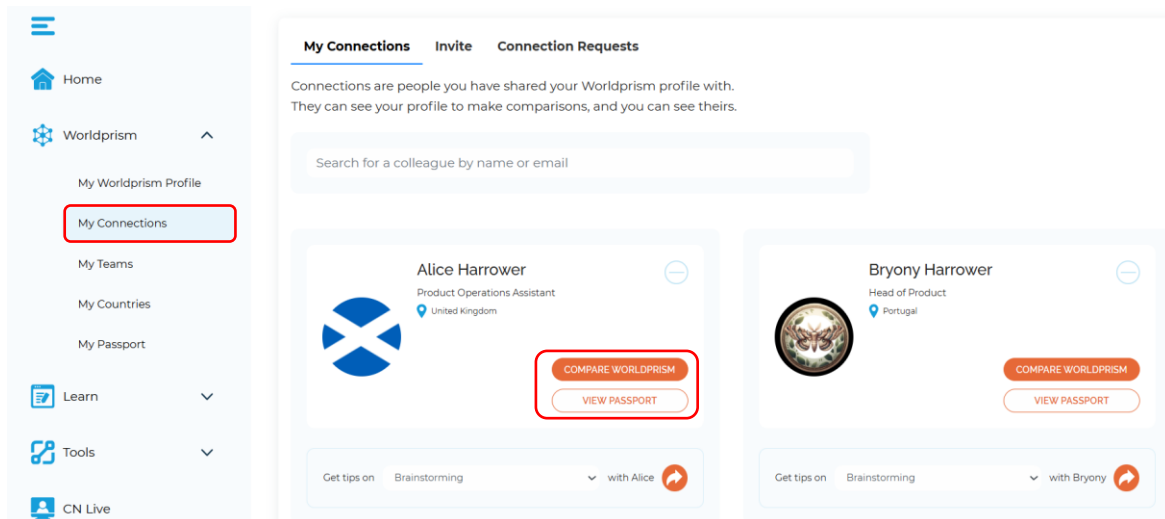 Home
Worldprism
My Worldprism Profile
My Connections
My Teams
My Countries
My Passport
Learn
Tools
CN Live
My Connections Invite Connection Requests
Connections are people you have shared your Worldprism profile with.
They can see your profile to make comparisons, and you can see theirs.
Search for a colleague by name or email
Alice Harrower
Product Operations Assistant
United Kingdom
COMPARE WORLDPRISM
VIEW PASSPORT
Get tips on Brainstorming with Alice
Bryony Harrower
Head of Product
Portugal
COMPARE WORLDPRISM
VIEW PASSPORT
Get tips on Brainstorming with Bryony